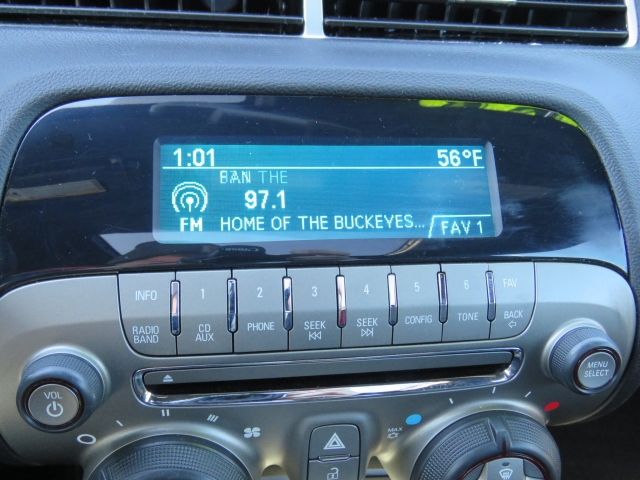 1:01 56°F
THE
97.1
FM HOME OF THE BUCKEYES... FAV 1
INFO 1 2 3 4 5 6 FAV
RADIO BAND CD AUX PHONE SEEK SEEK CONFIG TONE BACK
VOL
MENU SELECT
MAX